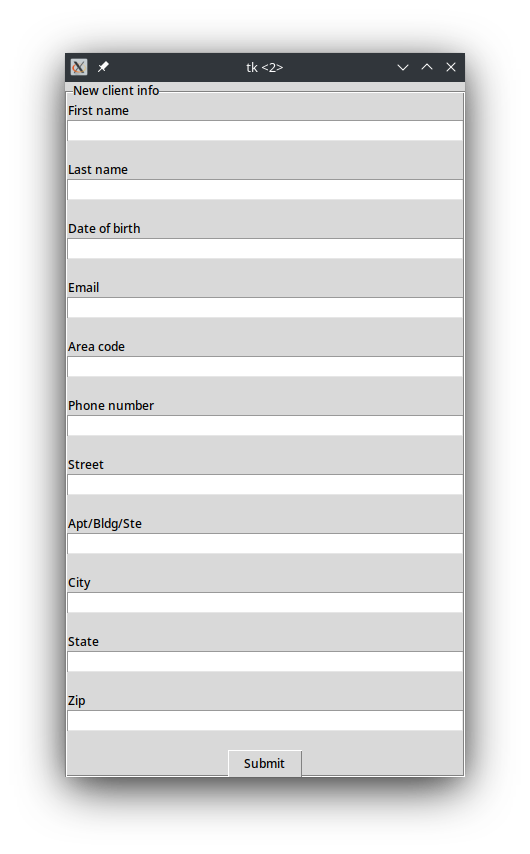 tk <2>
New client info
First name
Last name
Date of birth
Email
Area code
Phone number
Street
Apt/Bldg/Ste
City
State
Zip
Submit